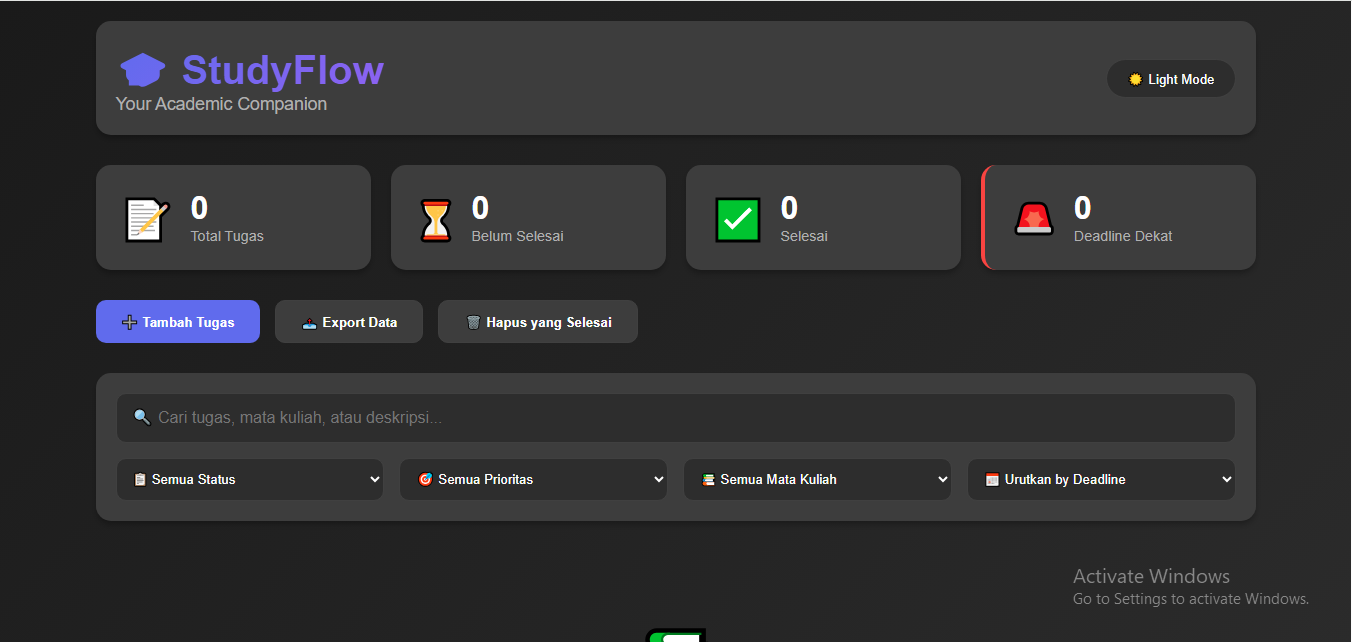 StudyFlow
Your Academic Companion
Light Mode
0
Total Tugas
0
Belum Selesai
0
Selesai
0
Deadline Dekat
Tambah Tugas
Export Data
Hapus yang Selesai
Cari tugas, mata kuliah, atau deskripsi...
Semua Status
Semua Prioritas
Semua Mata Kuliah
Urutkan by Deadline
Activate Windows
Go to Settings to activate Windows.